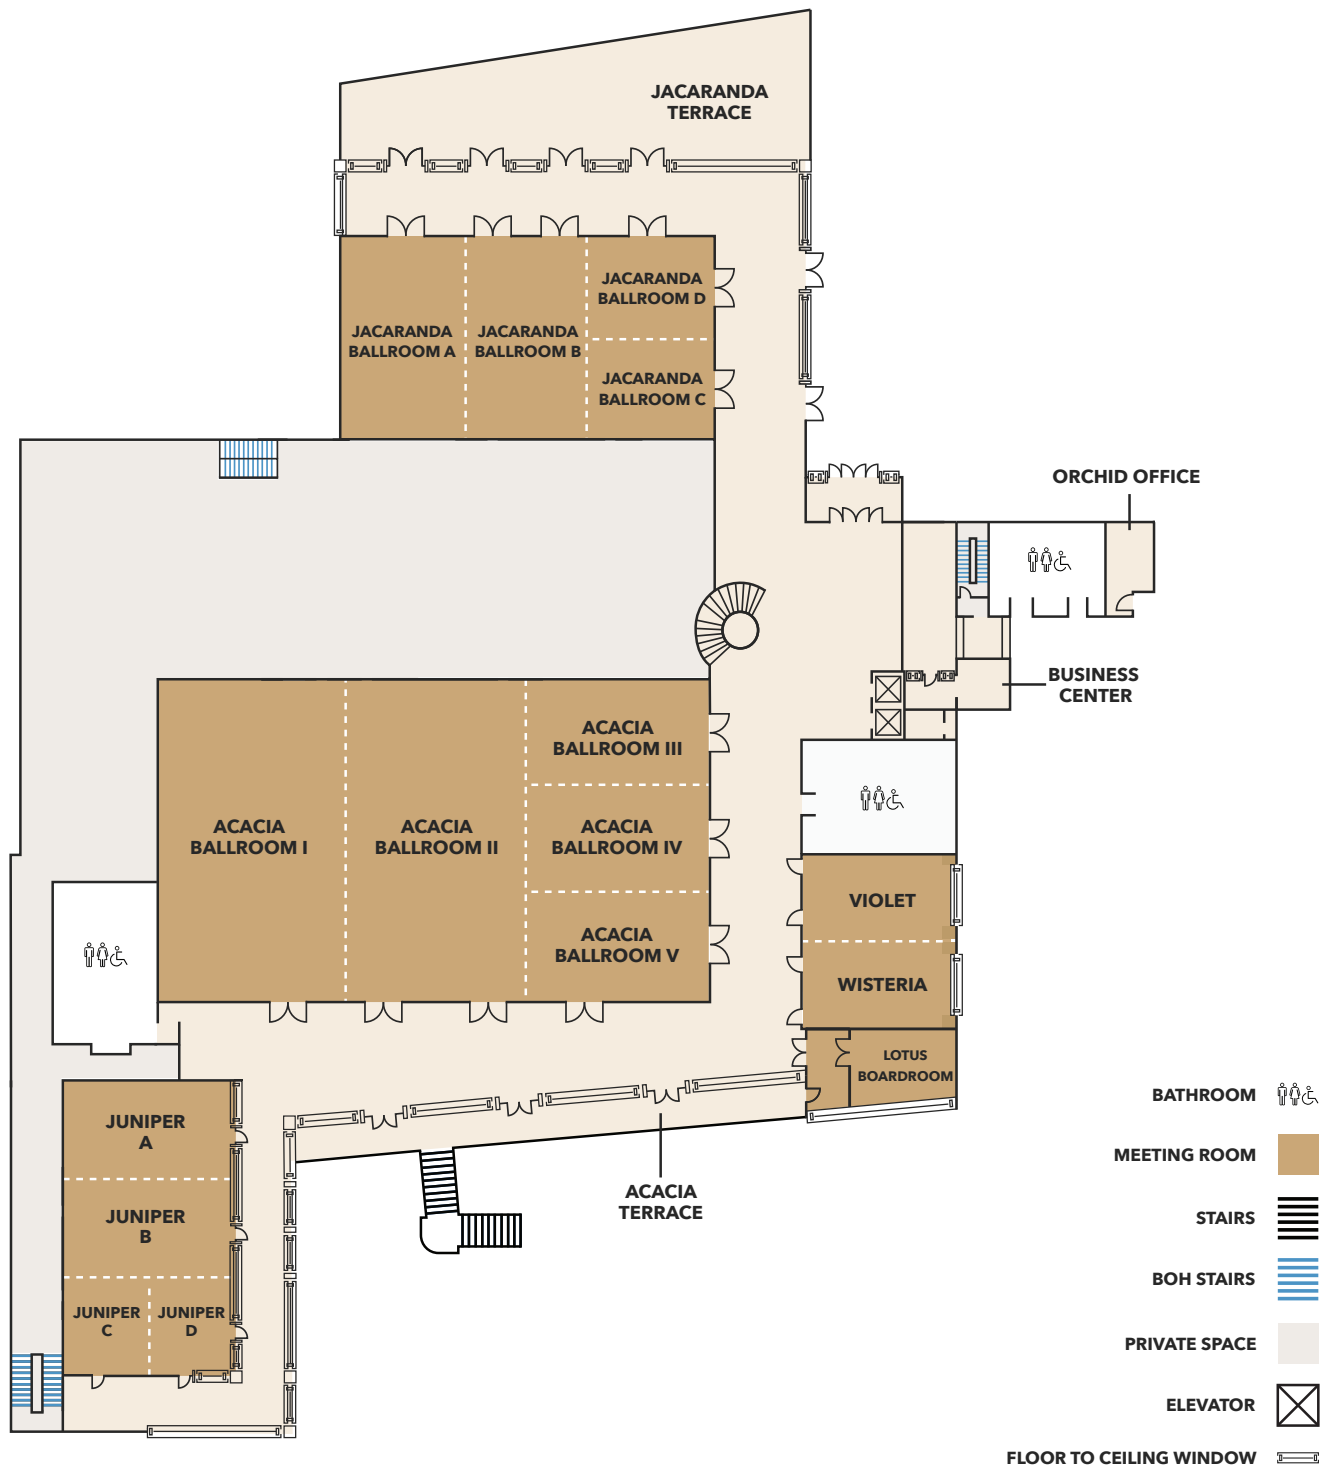 JACARANDA
TERRACE
JACARANDA
BALLROOM A
JACARANDA
BALLROOM B
JACARANDA
BALLROOM D
JACARANDA
BALLROOM C
ORCHID OFFICE
BUSINESS
CENTER
ACACIA
BALLROOM I
ACACIA
BALLROOM II
ACACIA
BALLROOM III
ACACIA
BALLROOM IV
ACACIA
BALLROOM V
VIOLET
WISTERIA
LOTUS
BOARDROOM
JUNIPER
A
JUNIPER
B
JUNIPER
C
JUNIPER
D
ACACIA
TERRACE
BATHROOM
MEETING ROOM
STAIRS
BOH STAIRS
PRIVATE SPACE
ELEVATOR
FLOOR TO CEILING WINDOW